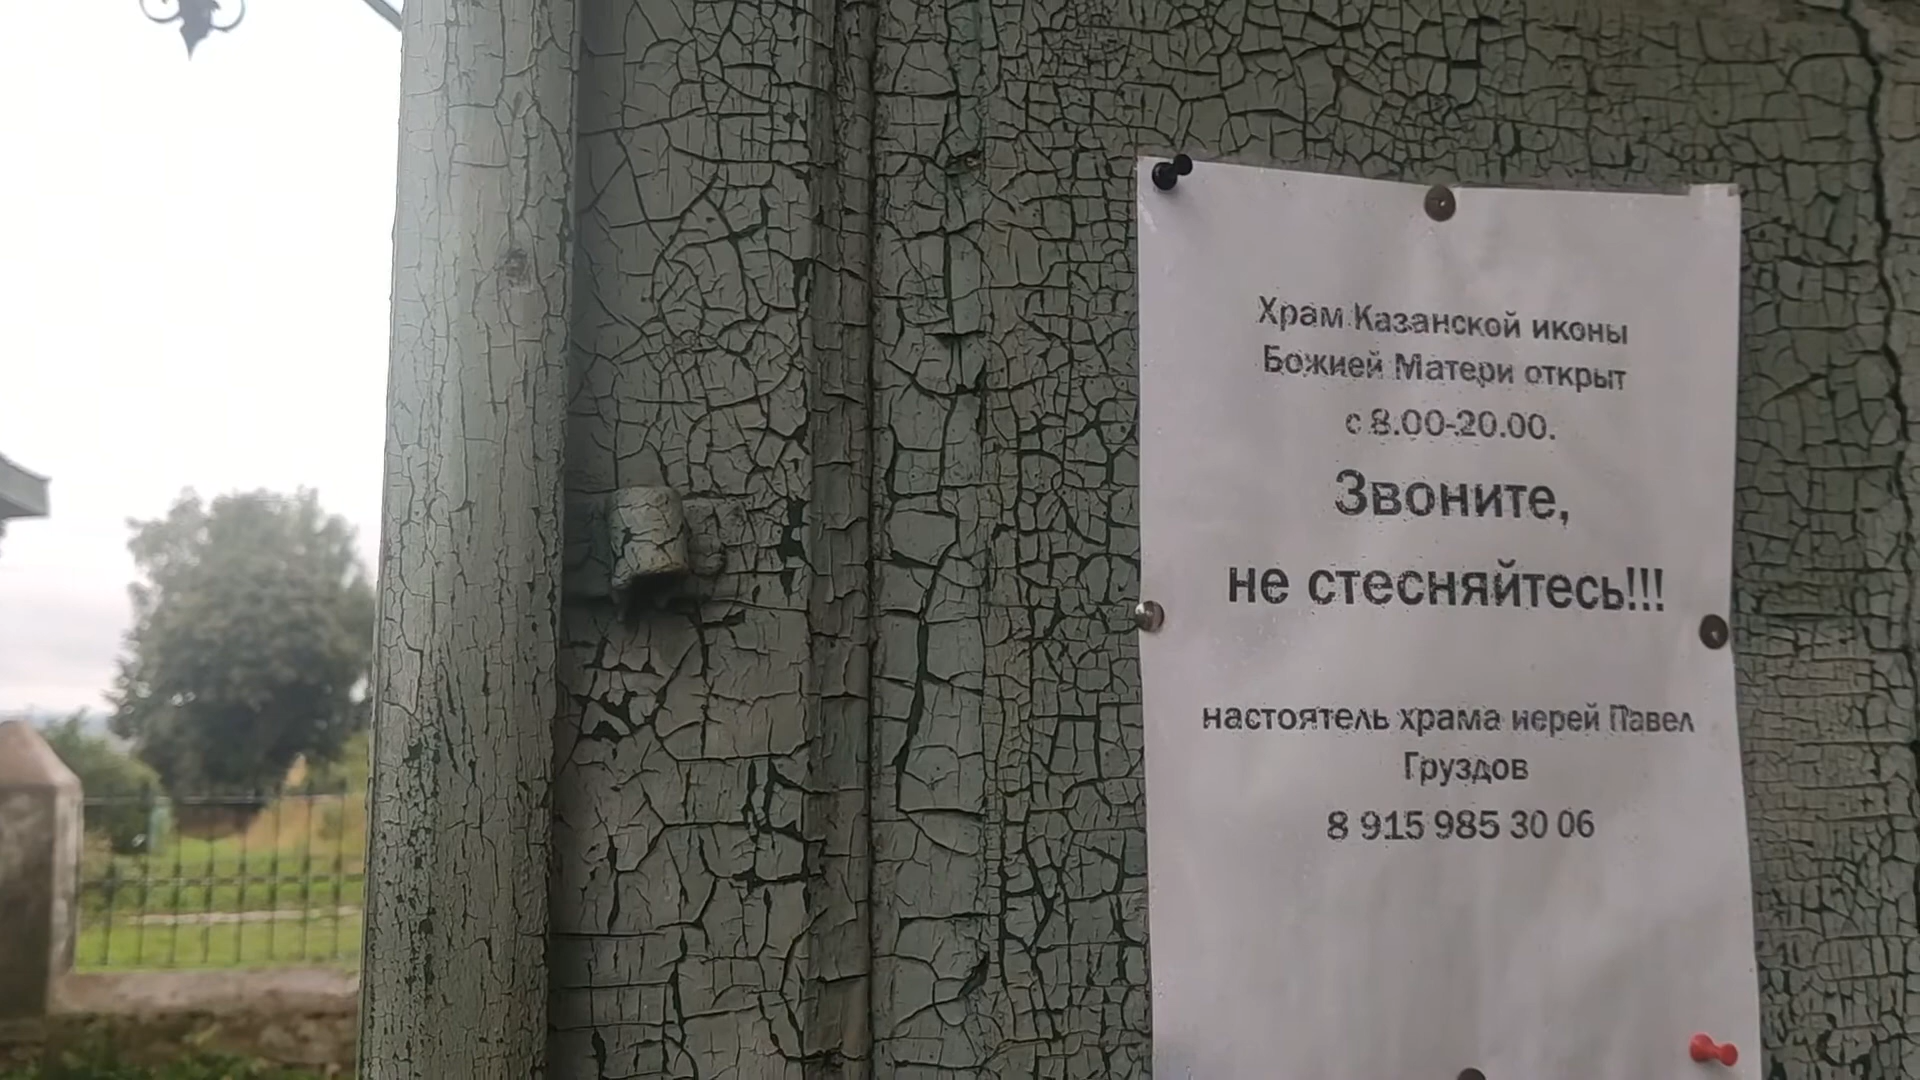 Храм Казанской иконы
Божией Матери открыт
с 8.00-20.00.
Звоните,
не стесняйтесь!!!
настоятель храма иерей Павел
Груздов
8 915 985 30 06